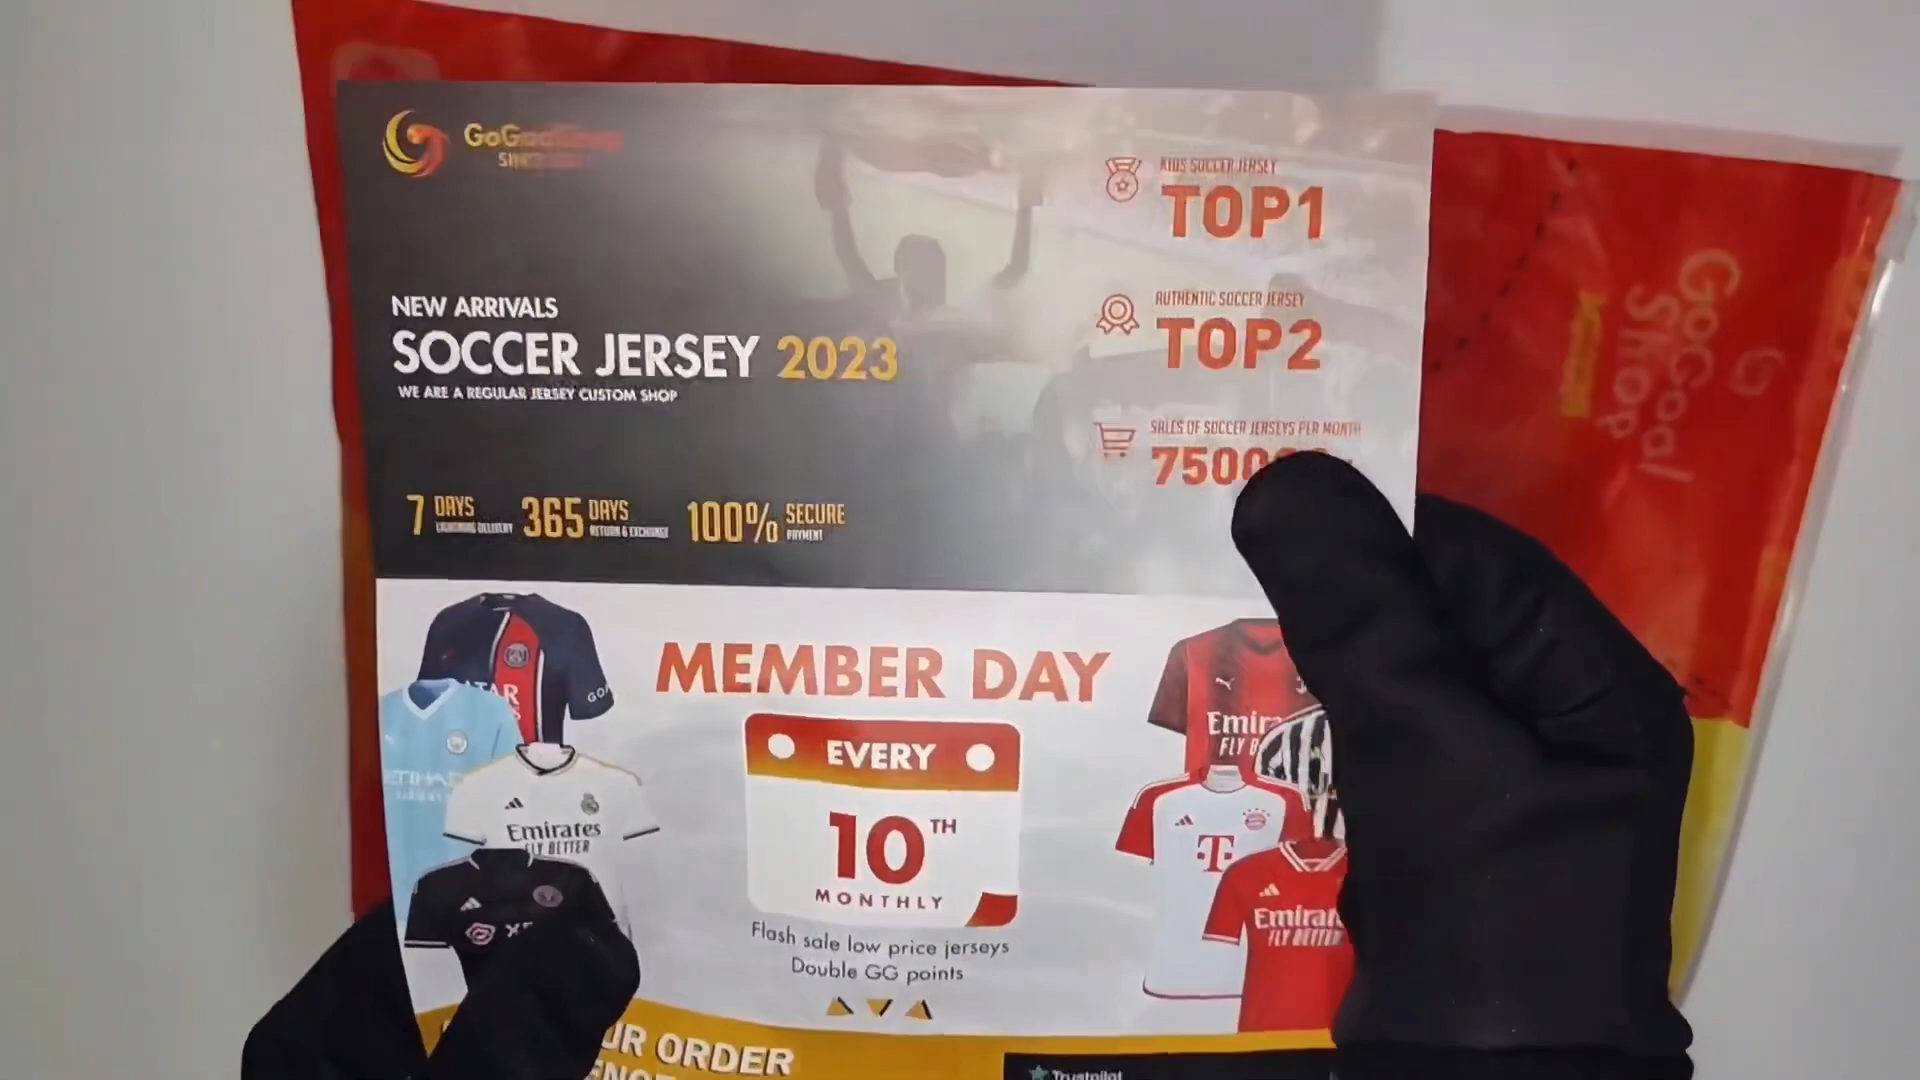 KIDS SOCCER JERSEY
TOP1
AUTHENTIC SOCCER JERSEY
TOP2
SALES OF SOCCER JERSEYS PER MONTH
NEW ARRIVALS
SOCCER JERSEY 2023
WE ARE A REGULAR JERSEY CUSTOM SHOP
7 DAYS
365 DAYS
RETURN & EXCHANGE
100% SECURE
PAYMENT
MEMBER DAY
EVERY
10TH
MONTHLY
Flash sale low price jerseys
Double GG points
Emirates
FLY BETTER
T
FLY BETTER
ORDER
Trustpilot
GoGoal
Shop